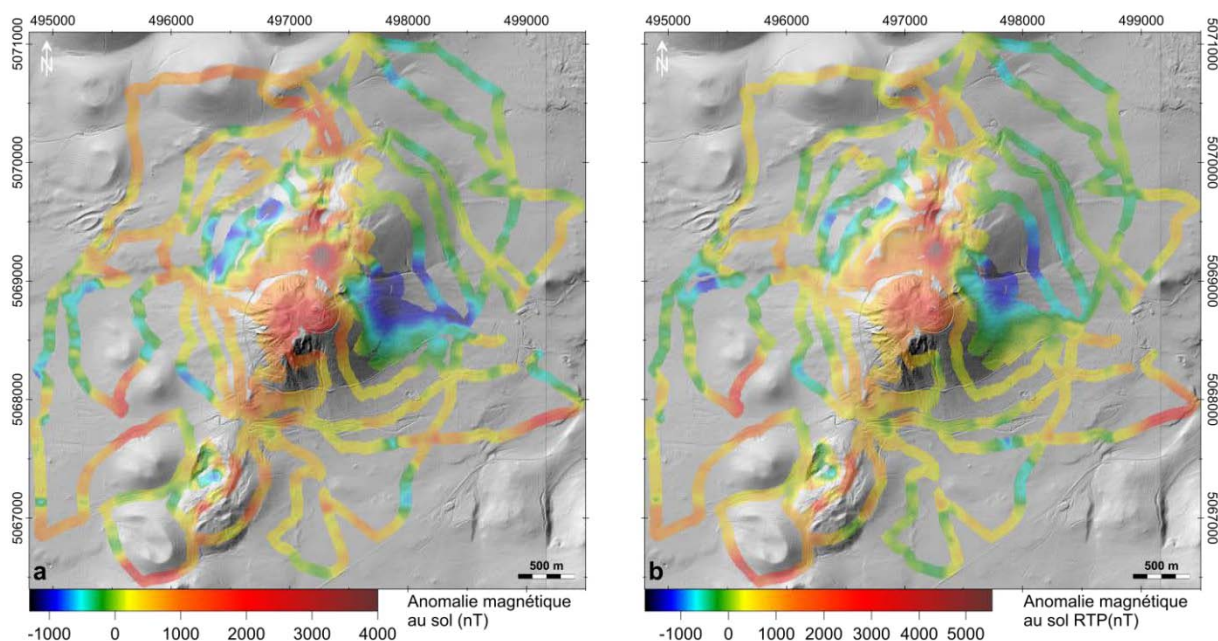 495000 496000 497000 498000 499000
5071000
5070000
5069000
5068000
5067000
N
500 m
a
-1000 0 1000 2000 3000 4000
Anomalie magnétique
au sol (nT)
495000 496000 497000 498000 499000
5071000
5070000
5069000
5068000
5067000
N
500 m
b
-1000 0 1000 2000 3000 4000 5000
Anomalie magnétique
au sol RTP(nT)